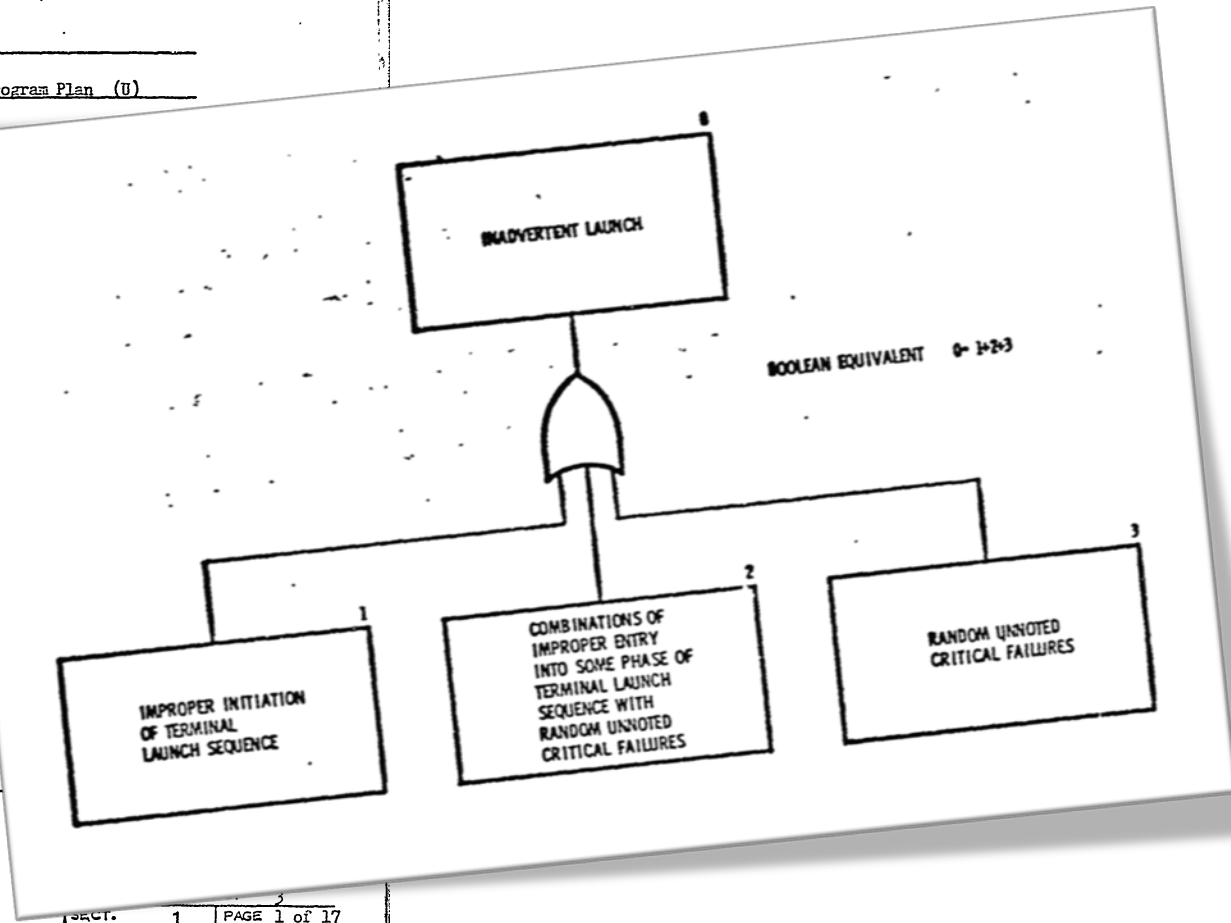 ogram Plan (U)
INADVERTENT LAUNCH
BOOLEAN EQUIVALENT 0= 1+2+3
1
IMPROPER INITIATION
OF TERMINAL
LAUNCH SEQUENCE
2
COMBINATIONS OF
IMPROPER ENTRY
INTO SOME PHASE OF
TERMINAL LAUNCH
SEQUENCE WITH
RANDOM UNNOTED
CRITICAL FAILURES
3
RANDOM UNNOTED
CRITICAL FAILURES
3
SECT. 1 PAGE 1 of 17